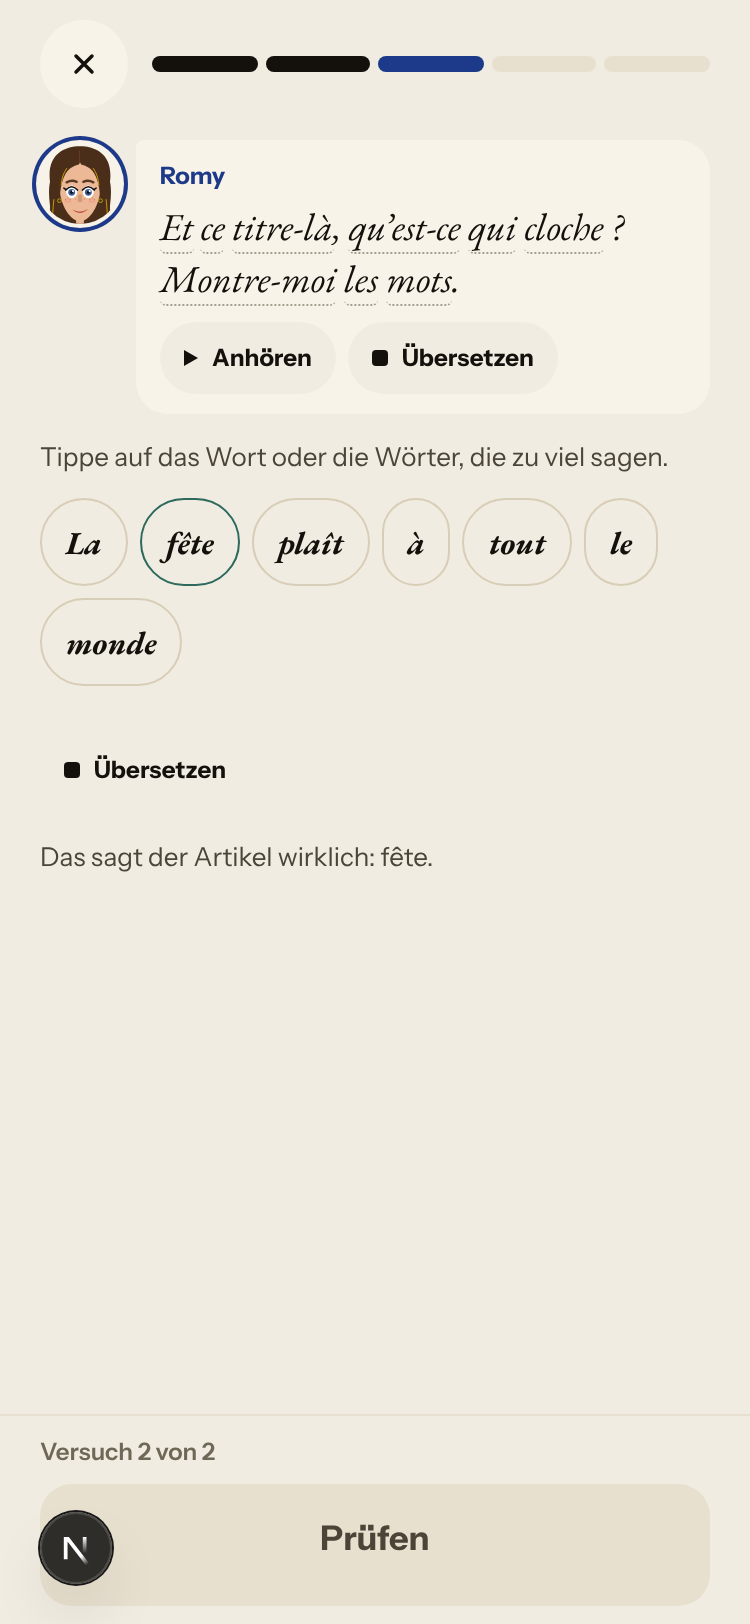 Romy
Et ce titre-là, qu’est-ce qui cloche ?
Montre-moi les mots.
Anhören
Übersetzen
Tippe auf das Wort oder die Wörter, die zu viel sagen.
La fête plaît à tout le
monde
Übersetzen
Das sagt der Artikel wirklich: fête.
Versuch 2 von 2
Prüfen
N